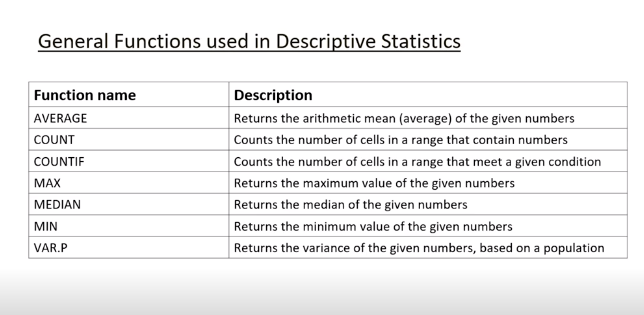 General Functions used in Descriptive Statistics
Function name Description
AVERAGE Returns the arithmetic mean (average) of the given numbers
COUNT Counts the number of cells in a range that contain numbers
COUNTIF Counts the number of cells in a range that meet a given condition
MAX Returns the maximum value of the given numbers
MEDIAN Returns the median of the given numbers
MIN Returns the minimum value of the given numbers
VAR.P Returns the variance of the given numbers, based on a population